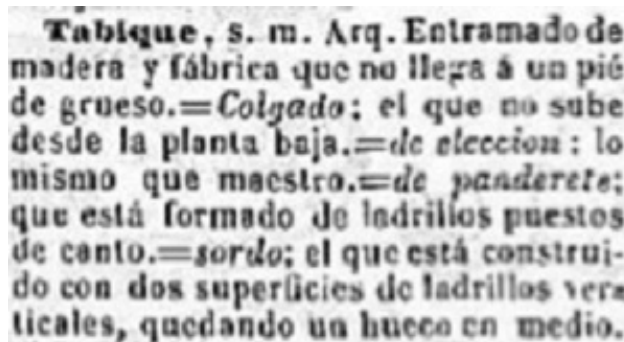 Tabique, s. m. Arq. Entramado de
madera y fábrica que no llega á un pié
de grueso.=Colgado; el que no sube
desde la planta baja.=de eleccion; lo
mismo que maestro.=de panderete;
que está formado de ladrillos puestos
de canto.=sordo; el que está construi-
do con dos superficies de ladrillos ver-
ticales, quedando un hueco en medio.